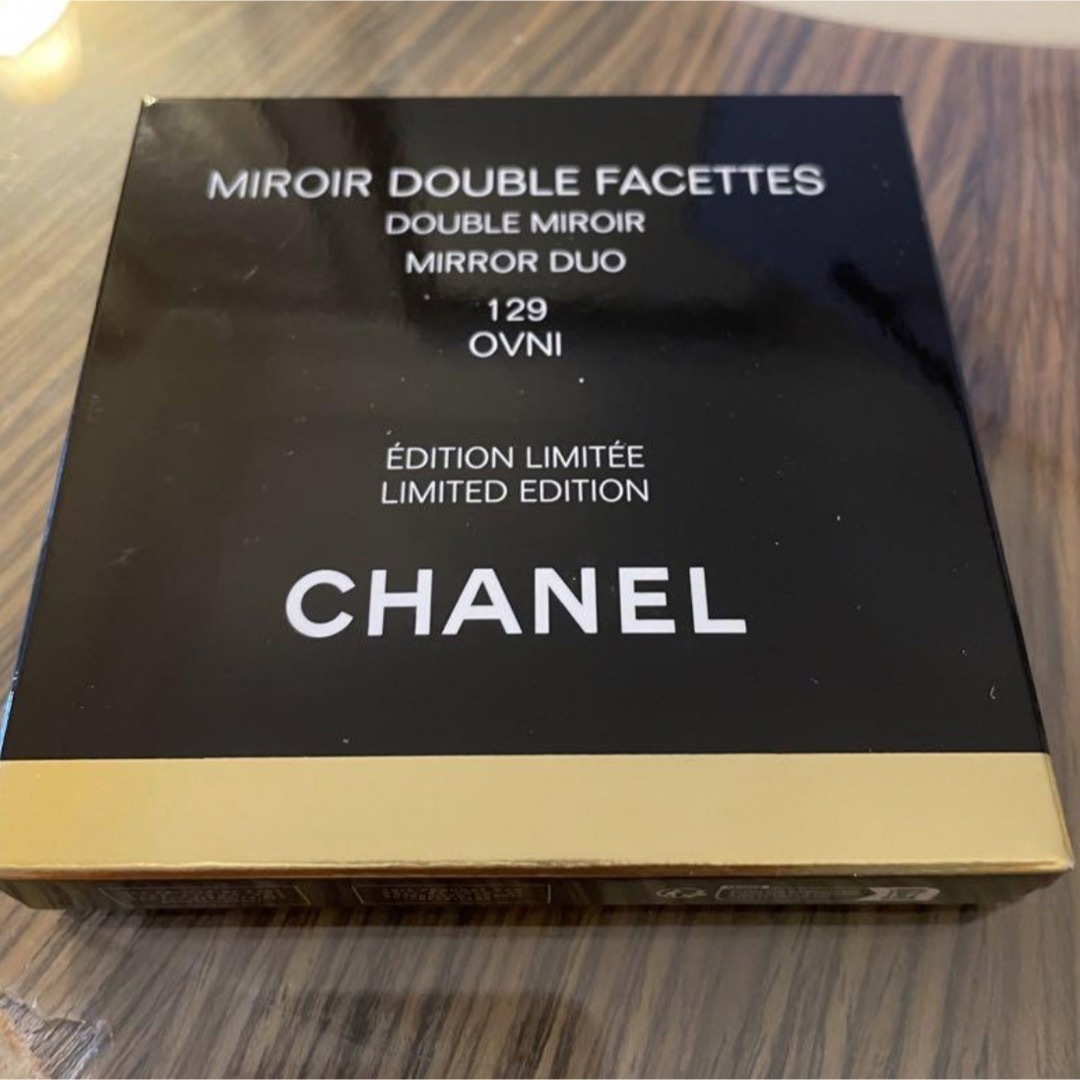 MIROIR DOUBLE FACETTES
DOUBLE MIROIR
MIRROR DUO
129
OVNI
ÉDITION LIMITÉE
LIMITED EDITION
CHANEL